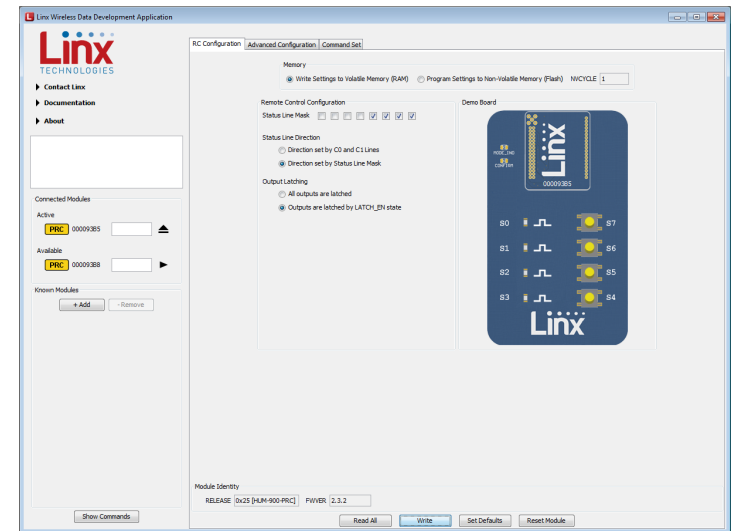 Linx Wireless Data Development Application
Linx
TECHNOLOGIES
Contact Linx
Documentation
About
Connected Modules
Active
PRC 000093B5
Available
PRC 000093B8
Known Modules
+ Add - Remove
Show Commands
RC Configuration Advanced Configuration Command Set
Memory
Write Settings to Volatile Memory (RAM) Program Settings to Non-Volatile Memory (Flash) NVCYCLE 1
Remote Control Configuration
Status Line Mask
Status Line Direction
Direction set by C0 and C1 Lines
Direction set by Status Line Mask
Output Latching
All outputs are latched
Outputs are latched by LATCH_EN state
Demo Board
Linx
MODE_IND
CONFIRM
000093B5
S0 S7
S1 S6
S2 S5
S3 S4
Linx
Module Identity
RELEASE 0x25 [HUM-900-PRC] FWVER 2.3.2
Read All Write Set Defaults Reset Module